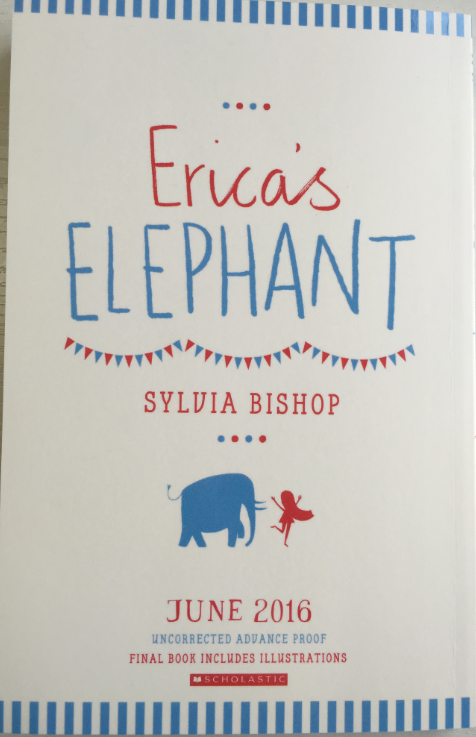 Erica's
ELEPHANT
SYLVIA BISHOP
JUNE 2016
UNCORRECTED ADVANCE PROOF
FINAL BOOK INCLUDES ILLUSTRATIONS
SCHOLASTIC